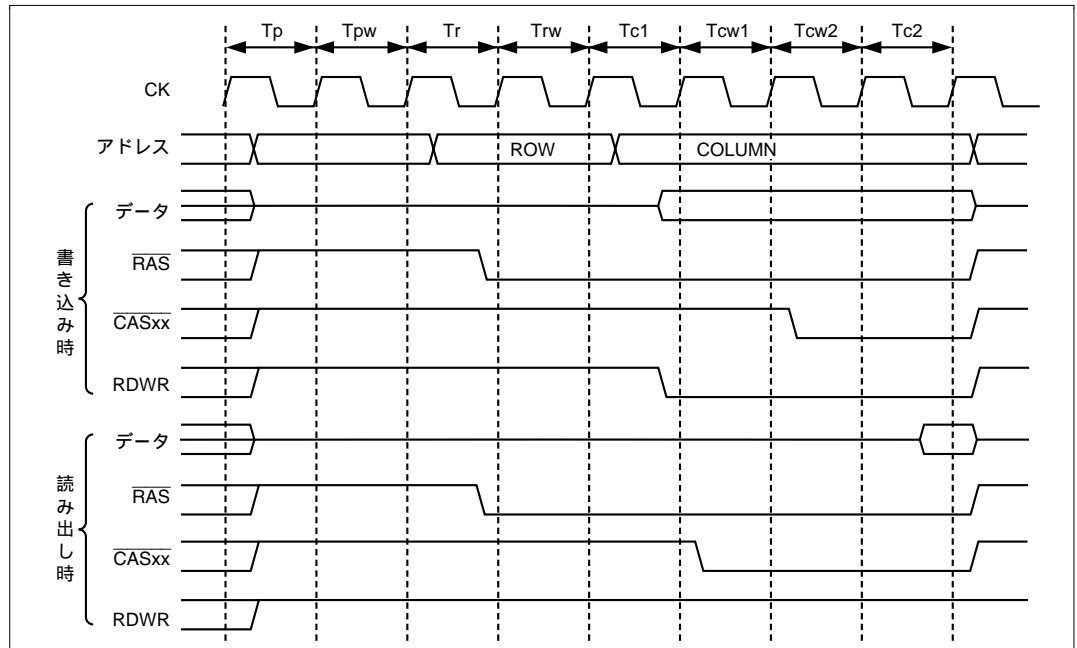 Tp Tpw Tr Trw Tc1 Tcw1 Tcw2 Tc2
CK
アドレス ROW COLUMN
書き込み時
データ
RAS
CASxx
RDWR
読み出し時
データ
RAS
CASxx
RDWR